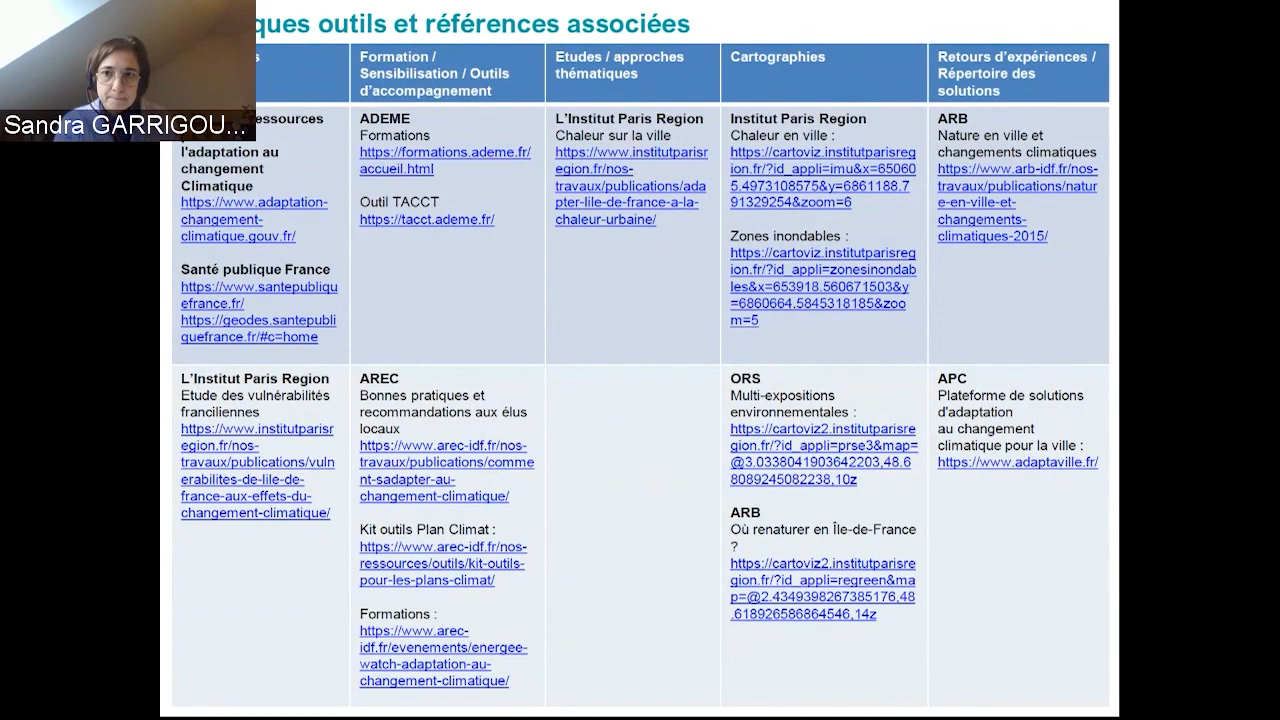 ques outils et références associées
Sandra GARRIGOU...
s
Formation /
Sensibilisation / Outils
d'accompagnement
Etudes / approches
thématiques
Cartographies
Retours d'expériences /
Répertoire des
solutions
ressources
l'adaptation au
changement
Climatique
https://www.adaptation-
changement-
climatique.gouv.fr/
Santé publique France
https://www.santepubliqu
efrance.fr/
https://geodes.santepubli
quefrance.fr/#c=home
ADEME
Formations
https://formations.ademe.fr/
accueil.html
Outil TACCT
https://tacct.ademe.fr/
L'Institut Paris Region
Chaleur sur la ville
https://www.institutparisr
egion.fr/nos-
travaux/publications/ada
pter-lile-de-france-a-la-
chaleur-urbaine/
Institut Paris Region
Chaleur en ville :
https://cartoviz.institutparisreg
ion.fr/?id_appli=imu&x=65060
5.4973108575&y=6861188.7
91329254&zoom=6
Zones inondables :
https://cartoviz.institutparisreg
ion.fr/?id_appli=zonesinondab
les&x=653918.560671503&y
=6860664.5845318185&zoo
m=5
ARB
Nature en ville et
changements climatiques
https://www.arb-idf.fr/nos-
travaux/publications/natur
e-en-ville-et-
changements-
climatiques-2015/
L'Institut Paris Region
Etude des vulnérabilités
franciliennes
https://www.institutparisr
egion.fr/nos-
travaux/publications/vuln
erabilites-de-lile-de-
france-aux-effets-du-
changement-climatique/
AREC
Bonnes pratiques et
recommandations aux élus
locaux
https://www.arec-idf.fr/nos-
travaux/publications/comme
nt-sadapter-au-
changement-climatique/
Kit outils Plan Climat :
https://www.arec-idf.fr/nos-
ressources/outils/kit-outils-
pour-les-plans-climat/
Formations :
https://www.arec-
idf.fr/evenements/energee-
watch-adaptation-au-
changement-climatique/
ORS
Multi-expositions
environnementales :
https://cartoviz2.institutparisre
gion.fr/?id_appli=prse3&map=
@3.0338041903642203,48.6
8089245082238,10z
ARB
Où renaturer en Île-de-France
?
https://cartoviz2.institutparisre
gion.fr/?id_appli=regreen&ma
p=@2.4349398267385176,48
.618926586864546,14z
APC
Plateforme de solutions
d'adaptation
au changement
climatique pour la ville :
https://www.adaptaville.fr/